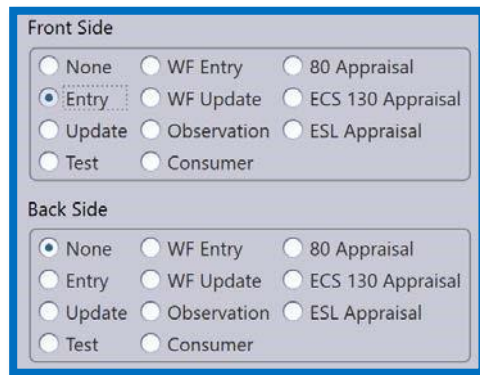 Front Side
None WF Entry 80 Appraisal
Entry WF Update ECS 130 Appraisal
Update Observation ESL Appraisal
Test Consumer
Back Side
None WF Entry 80 Appraisal
Entry WF Update ECS 130 Appraisal
Update Observation ESL Appraisal
Test Consumer